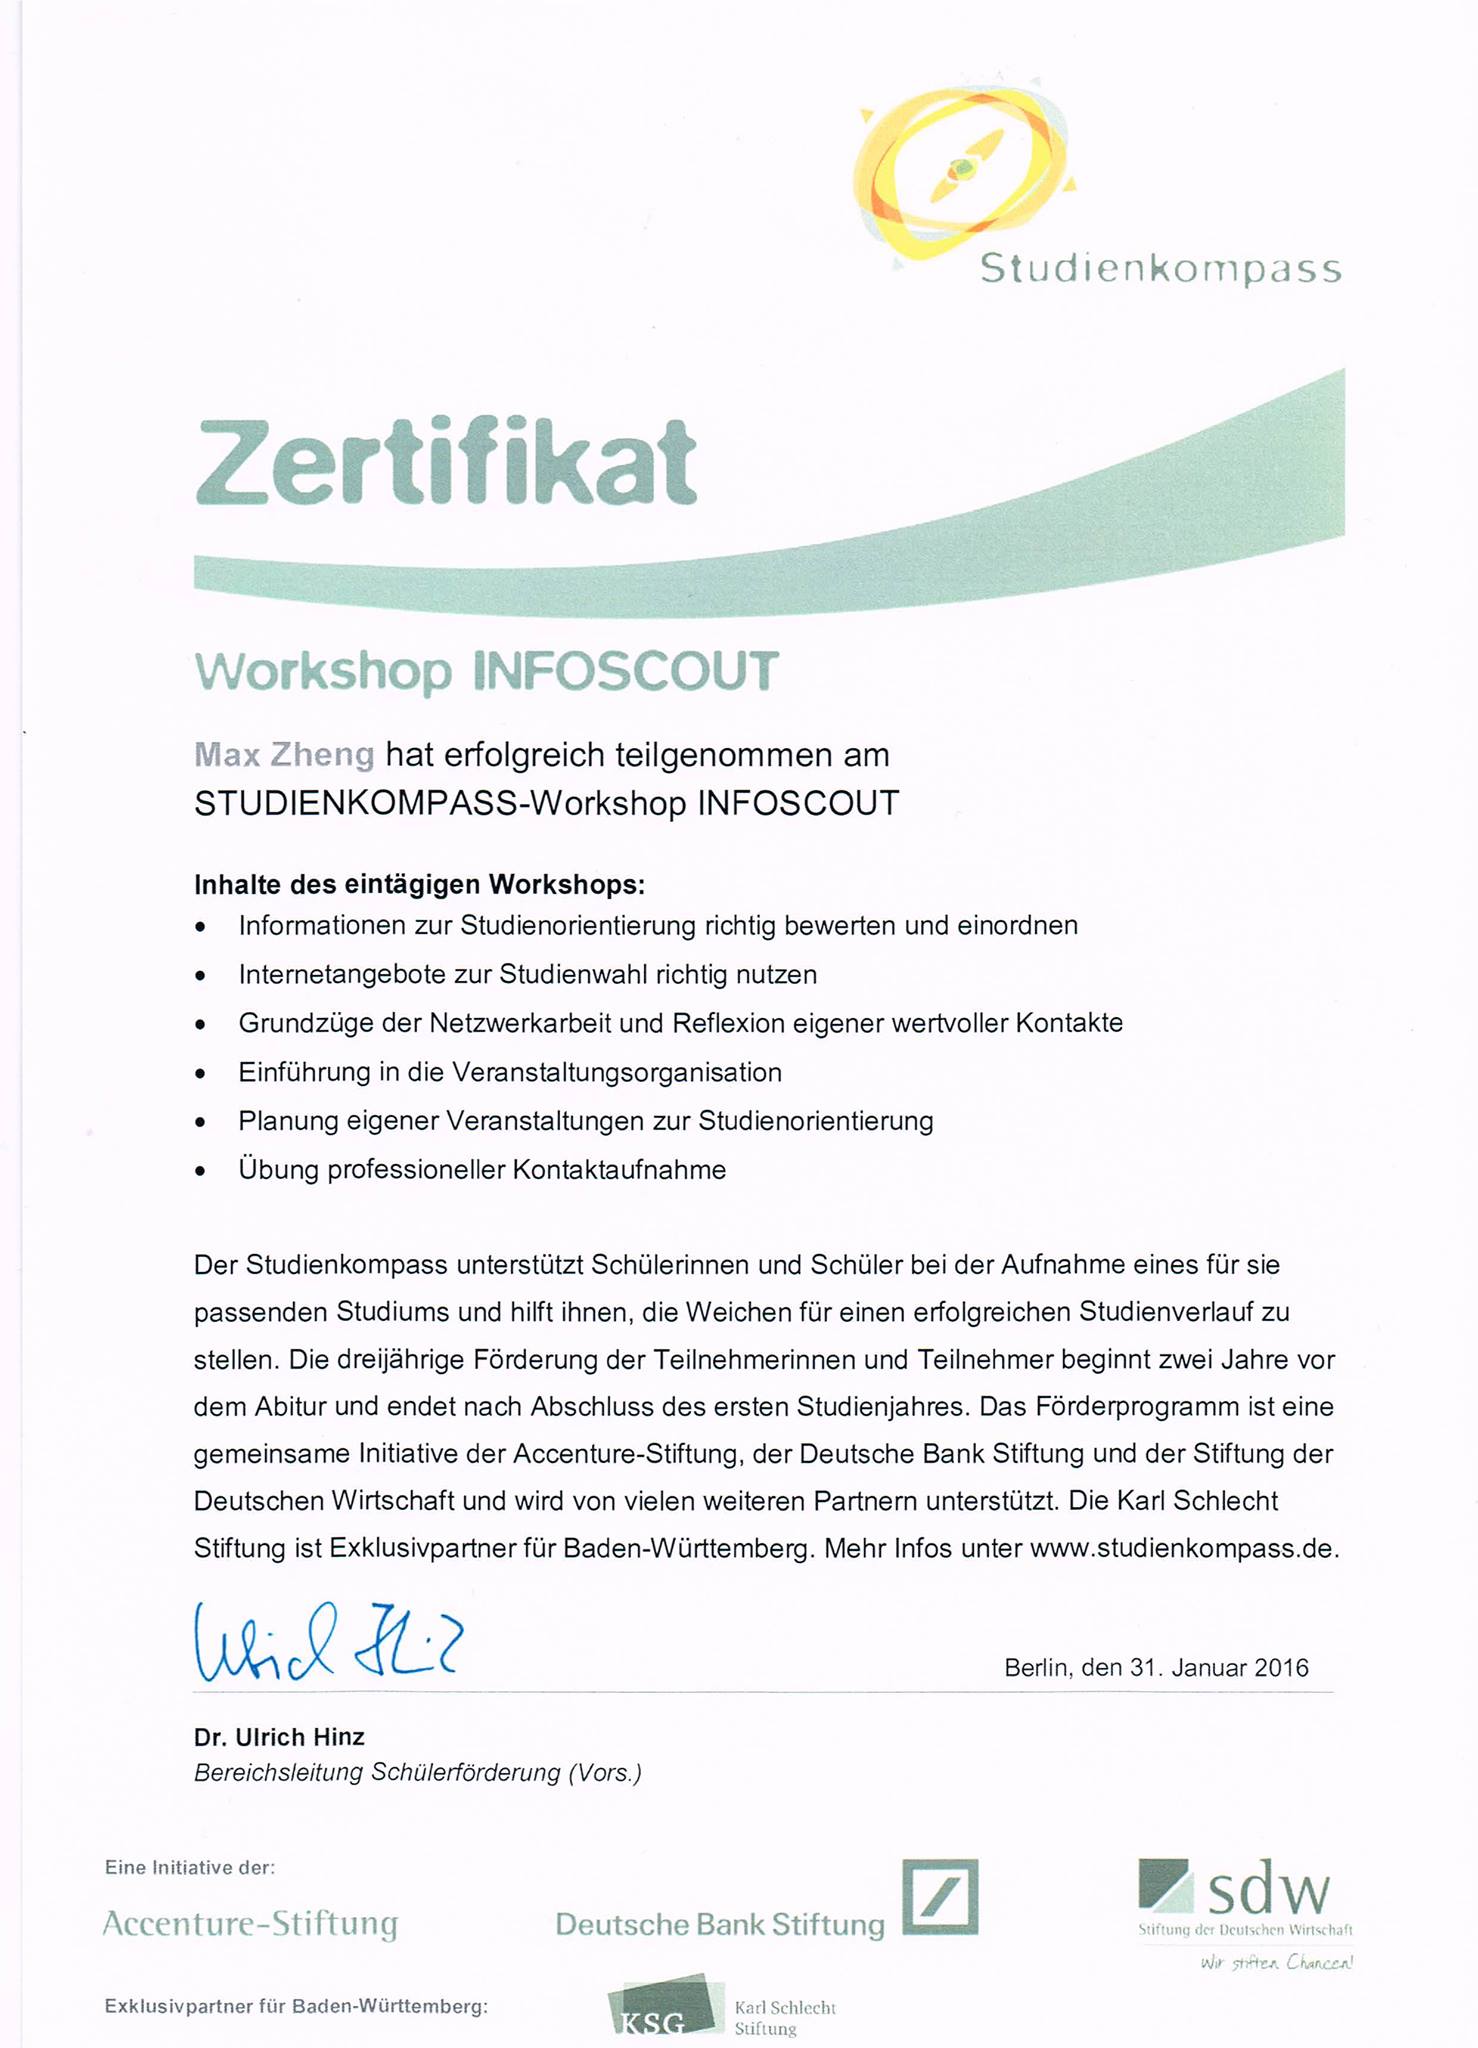 Studienkompass
Zertifikat
Workshop INFOSCOUT
Max Zheng hat erfolgreich teilgenommen am
STUDIENKOMPASS-Workshop INFOSCOUT
Inhalte des eintägigen Workshops:
• Informationen zur Studienorientierung richtig bewerten und einordnen
• Internetangebote zur Studienwahl richtig nutzen
• Grundzüge der Netzwerkarbeit und Reflexion eigener wertvoller Kontakte
• Einführung in die Veranstaltungsorganisation
• Planung eigener Veranstaltungen zur Studienorientierung
• Übung professioneller Kontaktaufnahme
Der Studienkompass unterstützt Schülerinnen und Schüler bei der Aufnahme eines für sie
passenden Studiums und hilft ihnen, die Weichen für einen erfolgreichen Studienverlauf zu
stellen. Die dreijährige Förderung der Teilnehmerinnen und Teilnehmer beginnt zwei Jahre vor
dem Abitur und endet nach Abschluss des ersten Studienjahres. Das Förderprogramm ist eine
gemeinsame Initiative der Accenture-Stiftung, der Deutsche Bank Stiftung und der Stiftung der
Deutschen Wirtschaft und wird von vielen weiteren Partnern unterstützt. Die Karl Schlecht
Stiftung ist Exklusivpartner für Baden-Württemberg. Mehr Infos unter www.studienkompass.de.
Ulrich Hinz
Berlin, den 31. Januar 2016
Dr. Ulrich Hinz
Bereichsleitung Schülerförderung (Vors.)
Eine Initiative der:
Accenture-Stiftung
Deutsche Bank Stiftung
sdw
Stiftung der Deutschen Wirtschaft
Wir stiften Chancen!
Exklusivpartner für Baden-Württemberg:
KSG
Karl Schlecht
Stiftung